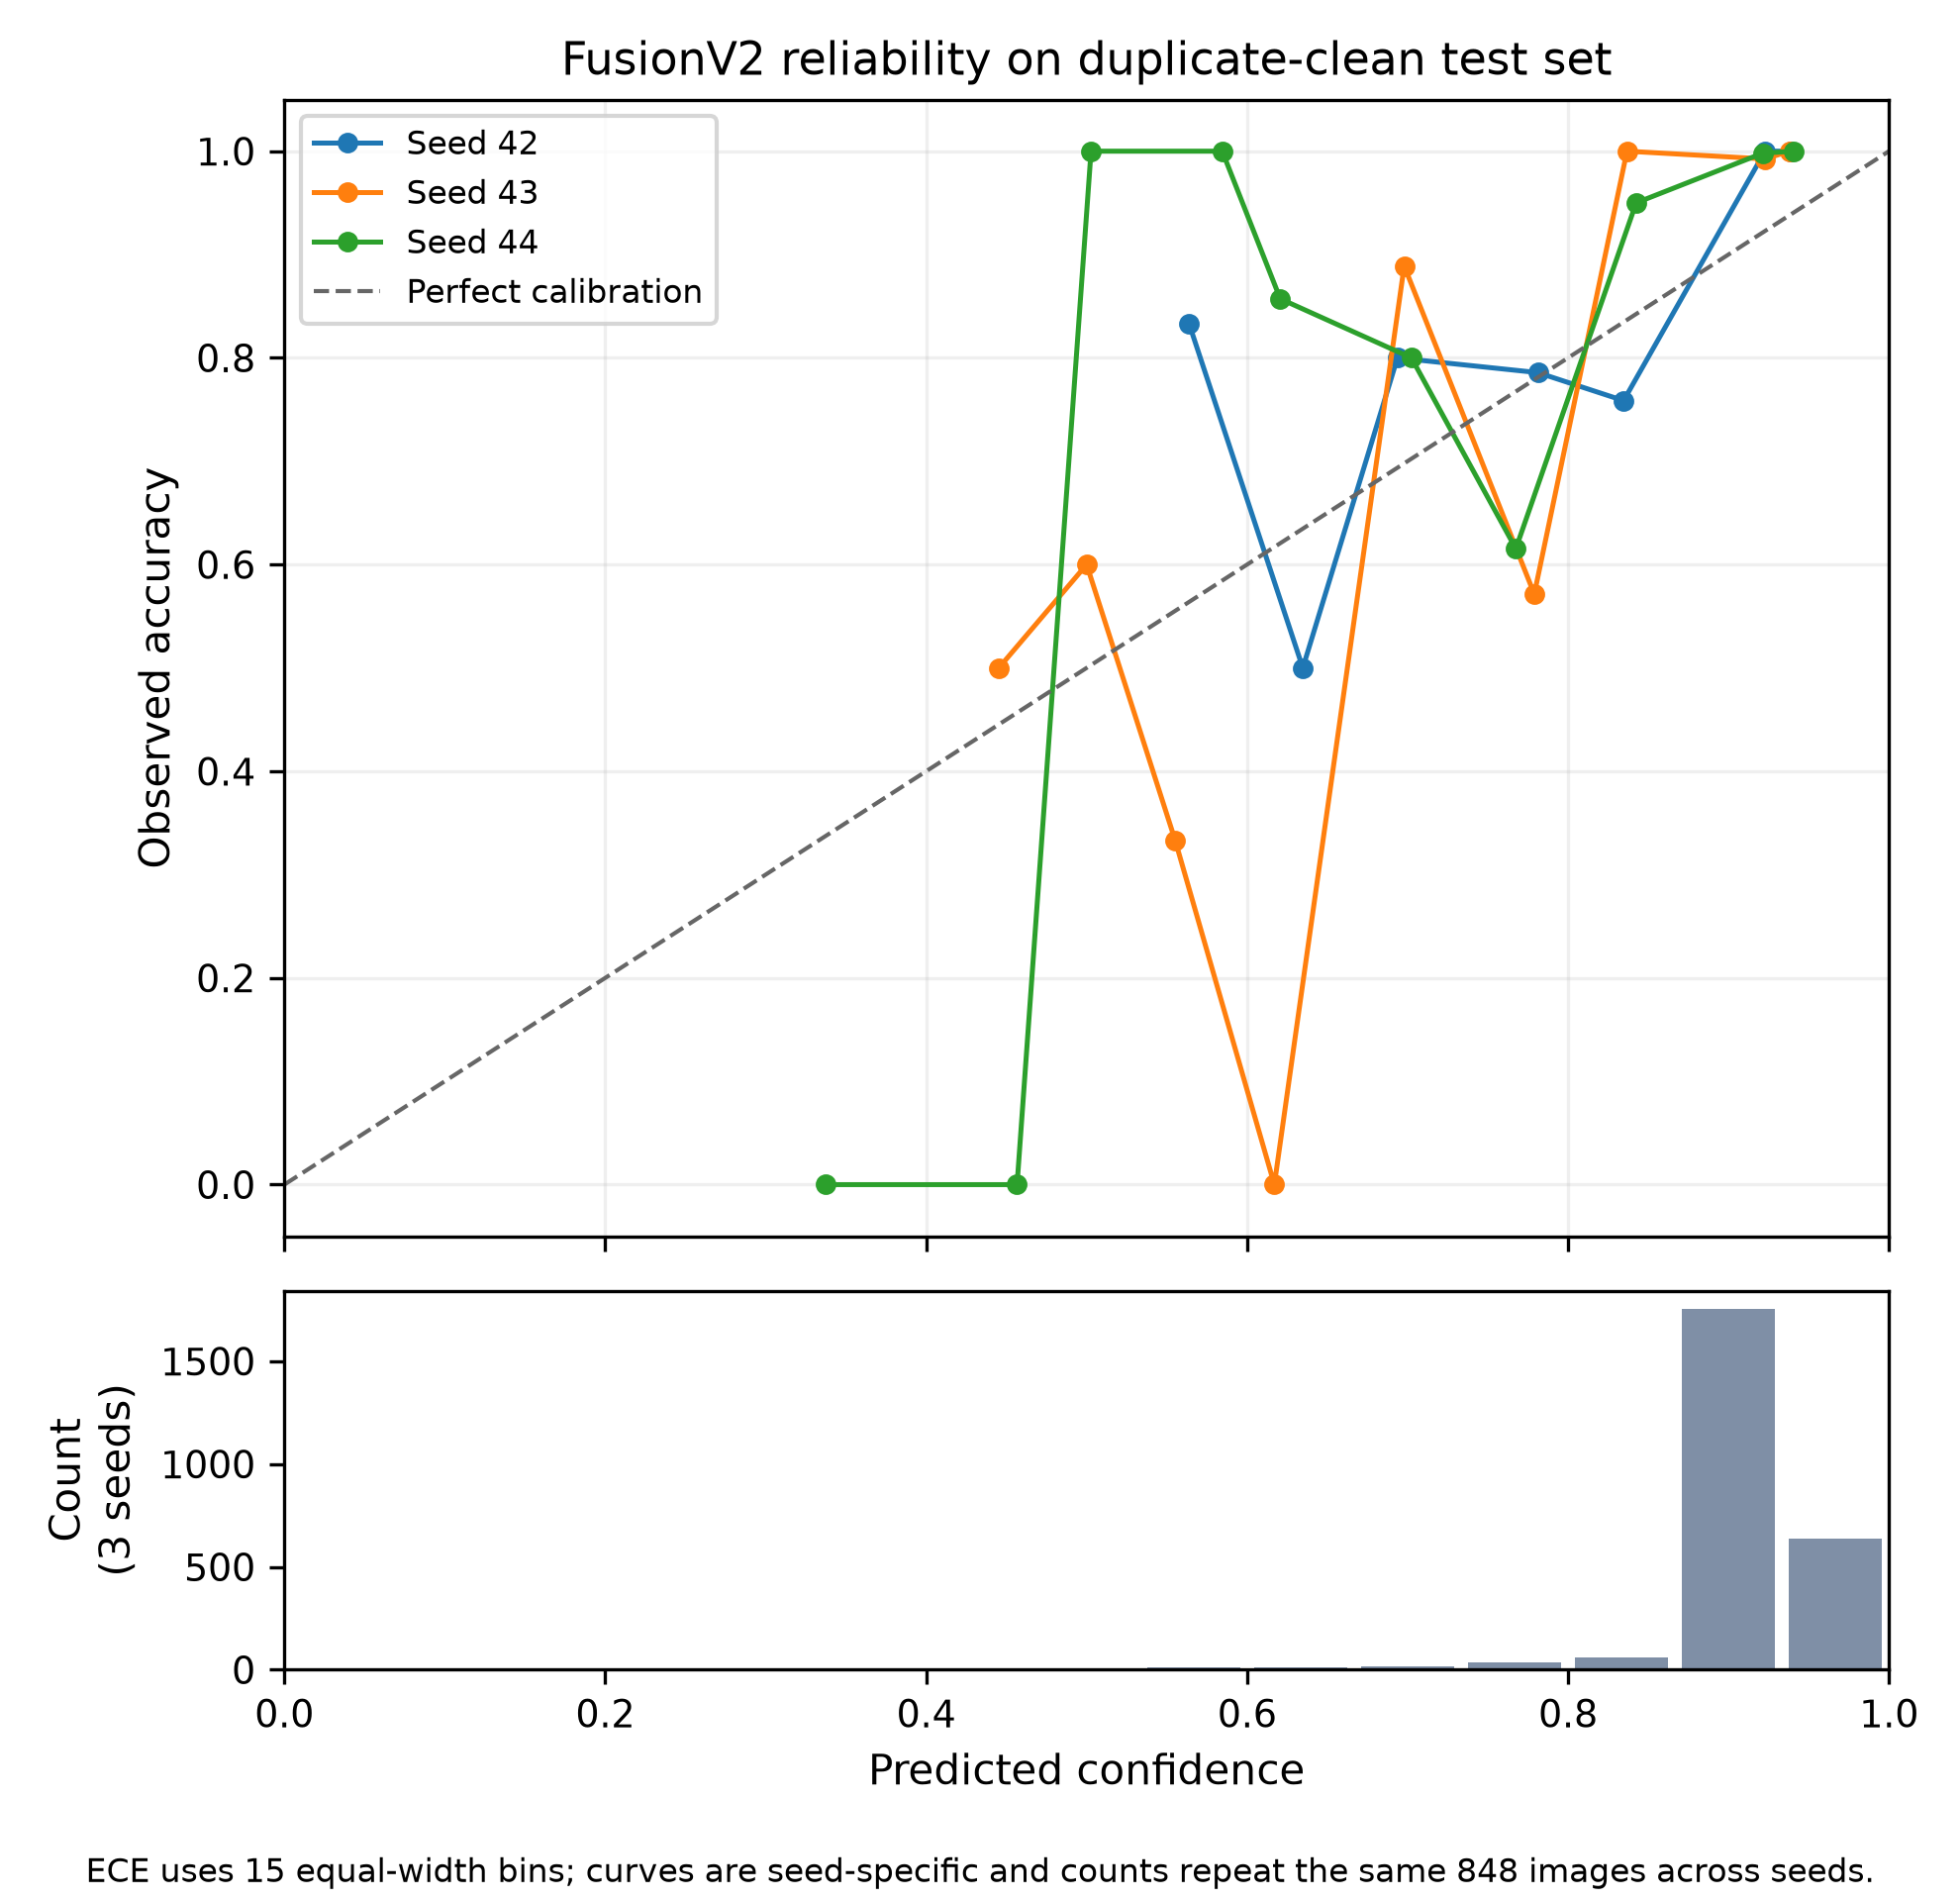 FusionV2 reliability on duplicate-clean test set
Seed 42
Seed 43
Seed 44
Perfect calibration
Observed accuracy
1.0
0.8
0.6
0.4
0.2
0.0
Count
(3 seeds)
1500
1000
500
0
0.0 0.2 0.4 0.6 0.8 1.0
Predicted confidence
ECE uses 15 equal-width bins; curves are seed-specific and counts repeat the same 848 images across seeds.